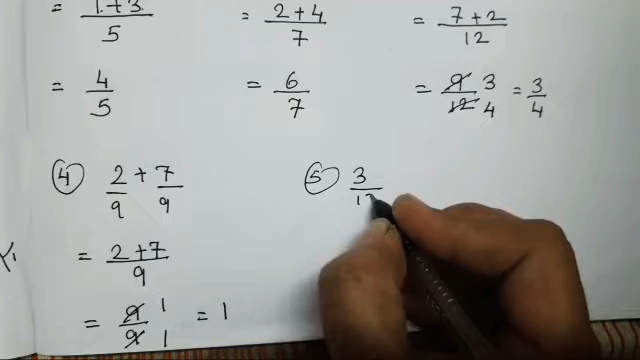 = 1+3/5 = 2+4/7 = 7+2/12
= 4/5 = 6/7 = 9/12 3/4 = 3/4
④ 2/9 + 7/9 ⑤ 3/12
= 2+7/9
= 9/9 1/1 = 1